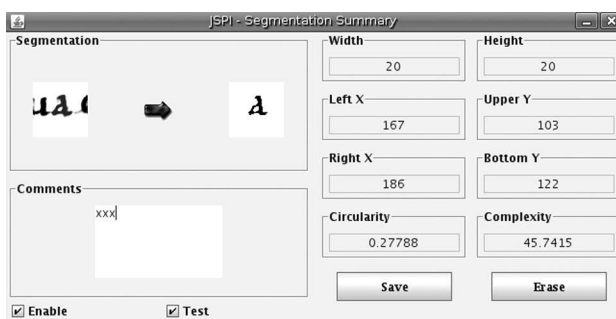 JSPI - Segmentation Summary
Segmentation
a
Comments
xxx
Enable
Test
Width
20
Height
20
Left X
167
Upper Y
103
Right X
186
Bottom Y
122
Circularity
0.27788
Complexity
45.7415
Save
Erase